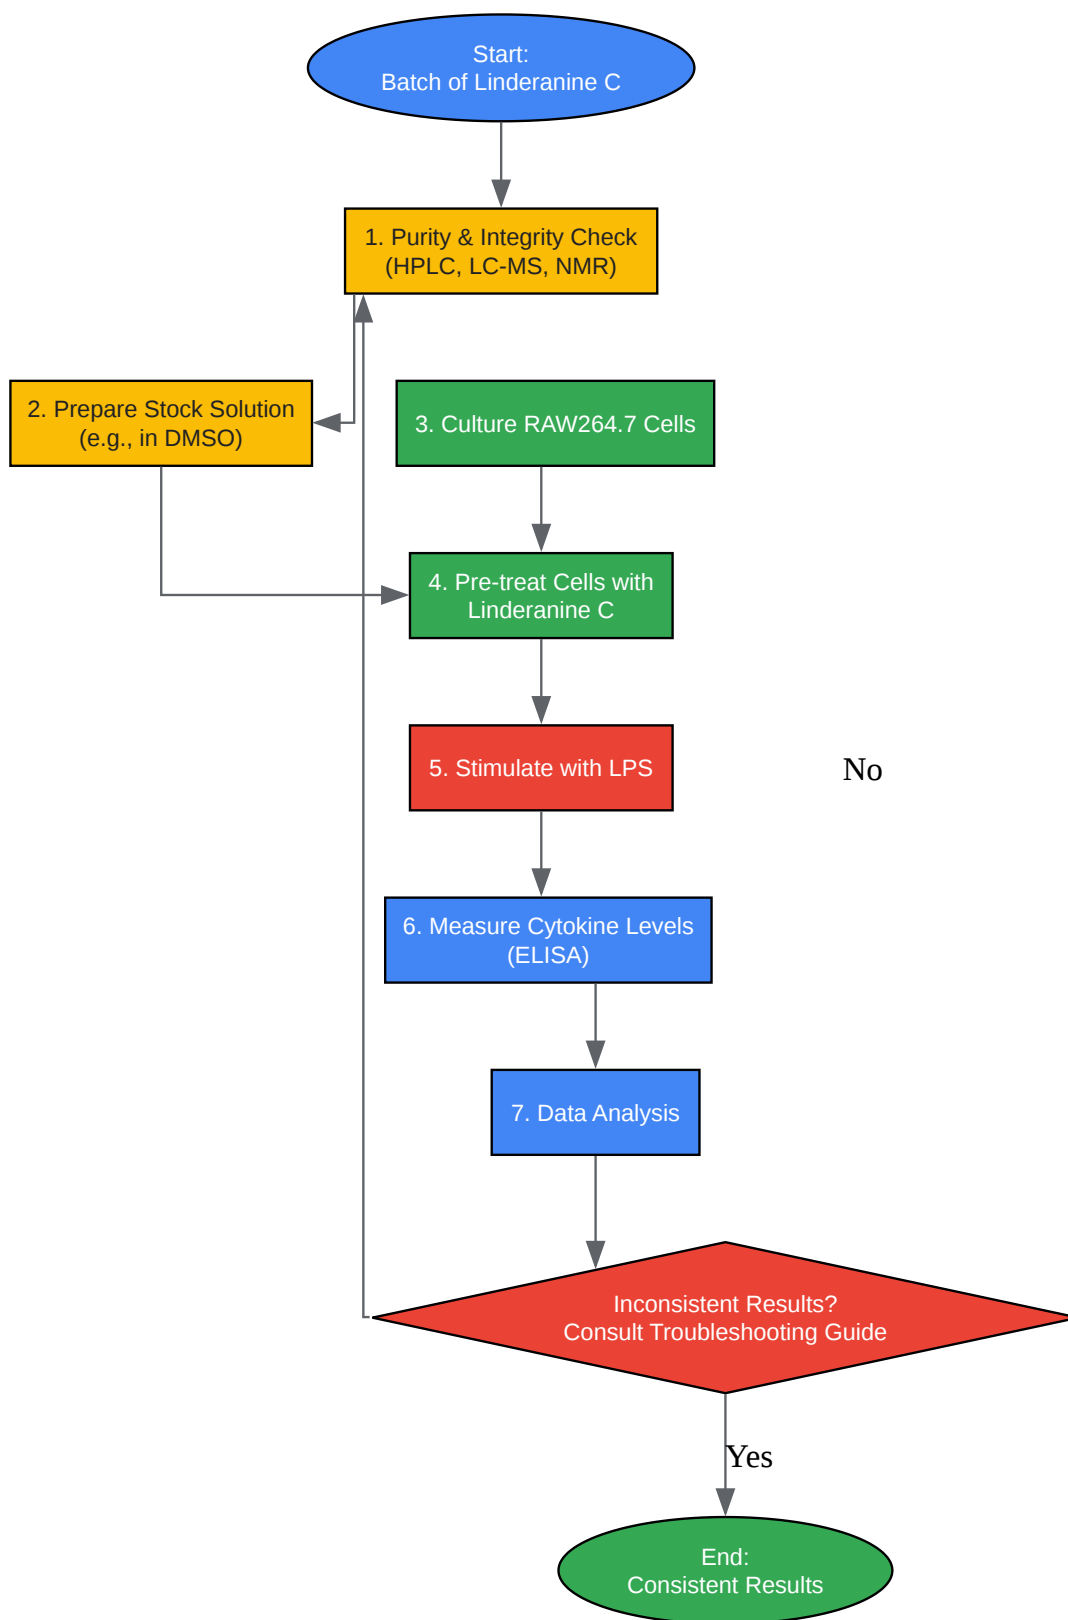 Start:
Batch of Linderanine C
1. Purity & Integrity Check
(HPLC, LC-MS, NMR)
2. Prepare Stock Solution
(e.g., in DMSO)
3. Culture RAW264.7 Cells
4. Pre-treat Cells with
Linderanine C
5. Stimulate with LPS
No
6. Measure Cytokine Levels
(ELISA)
7. Data Analysis
Inconsistent Results?
Consult Troubleshooting Guide
Yes
End:
Consistent Results